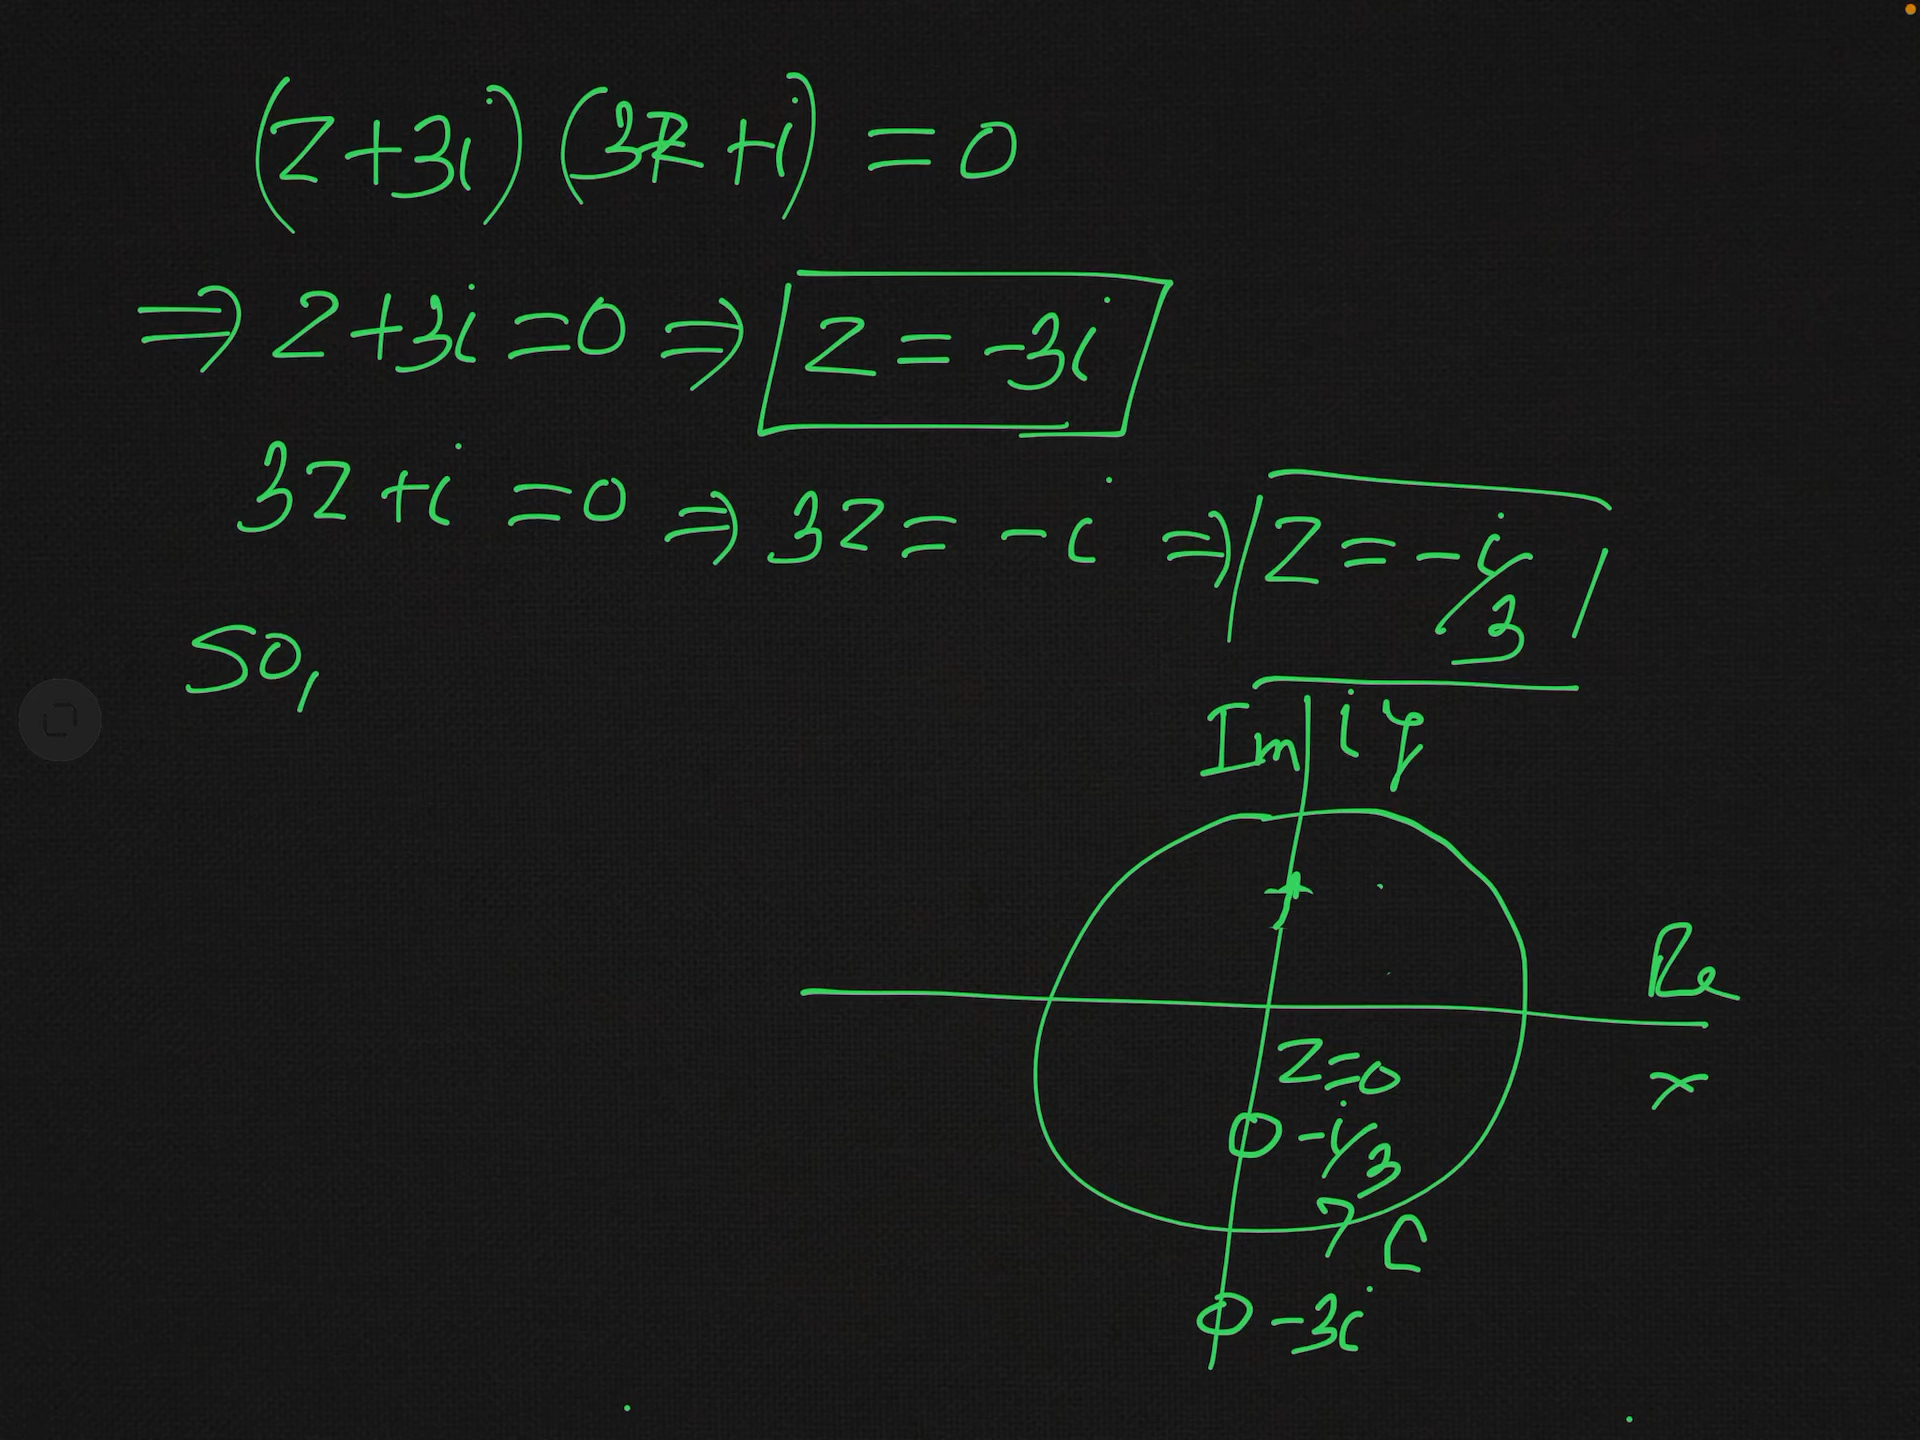 (z+3i) (3z+i) = 0
⇒ z+3i = 0 ⇒ z = -3i
3z+i = 0 ⇒ 3z = -i ⇒ z = -i/3
So,
Im iy
Re
z=0
x
-i/3
C
-3i